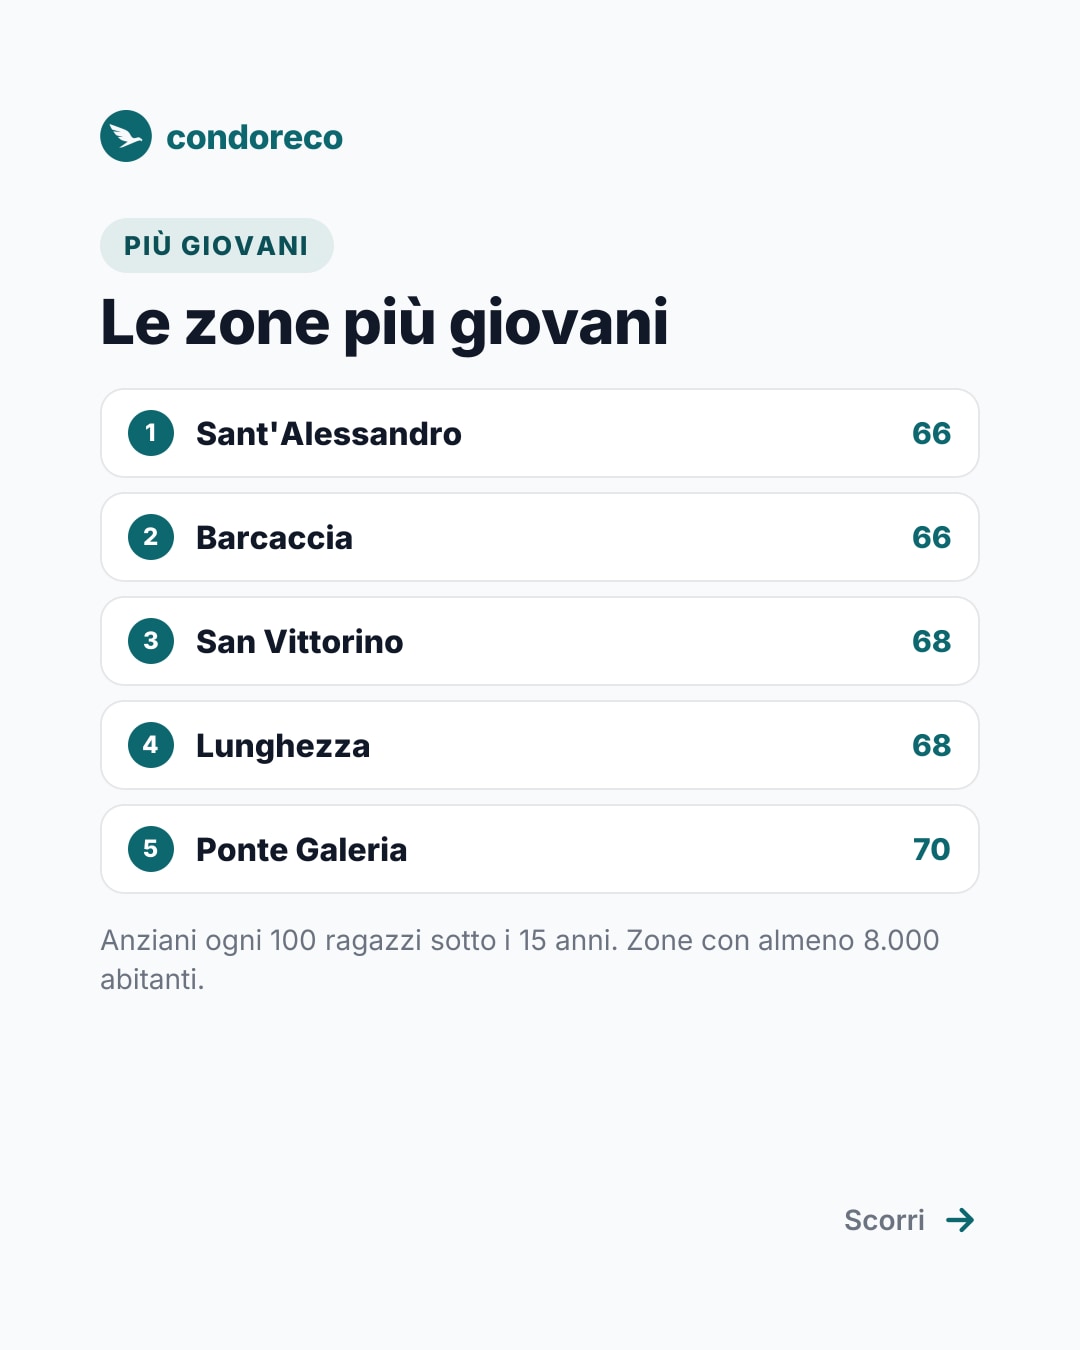 condoreco
PIÙ GIOVANI
Le zone più giovani
1 Sant'Alessandro 66
2 Barcaccia 66
3 San Vittorino 68
4 Lunghezza 68
5 Ponte Galeria 70
Anziani ogni 100 ragazzi sotto i 15 anni. Zone con almeno 8.000
abitanti.
Scorri →